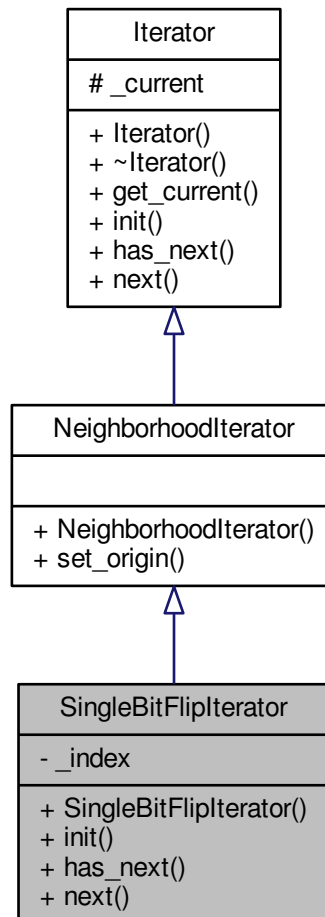 Iterator
# _current
+ Iterator()
+ ~Iterator()
+ get_current()
+ init()
+ has_next()
+ next()
NeighborhoodIterator
+ NeighborhoodIterator()
+ set_origin()
SingleBitFlipIterator
- _index
+ SingleBitFlipIterator()
+ init()
+ has_next()
+ next()